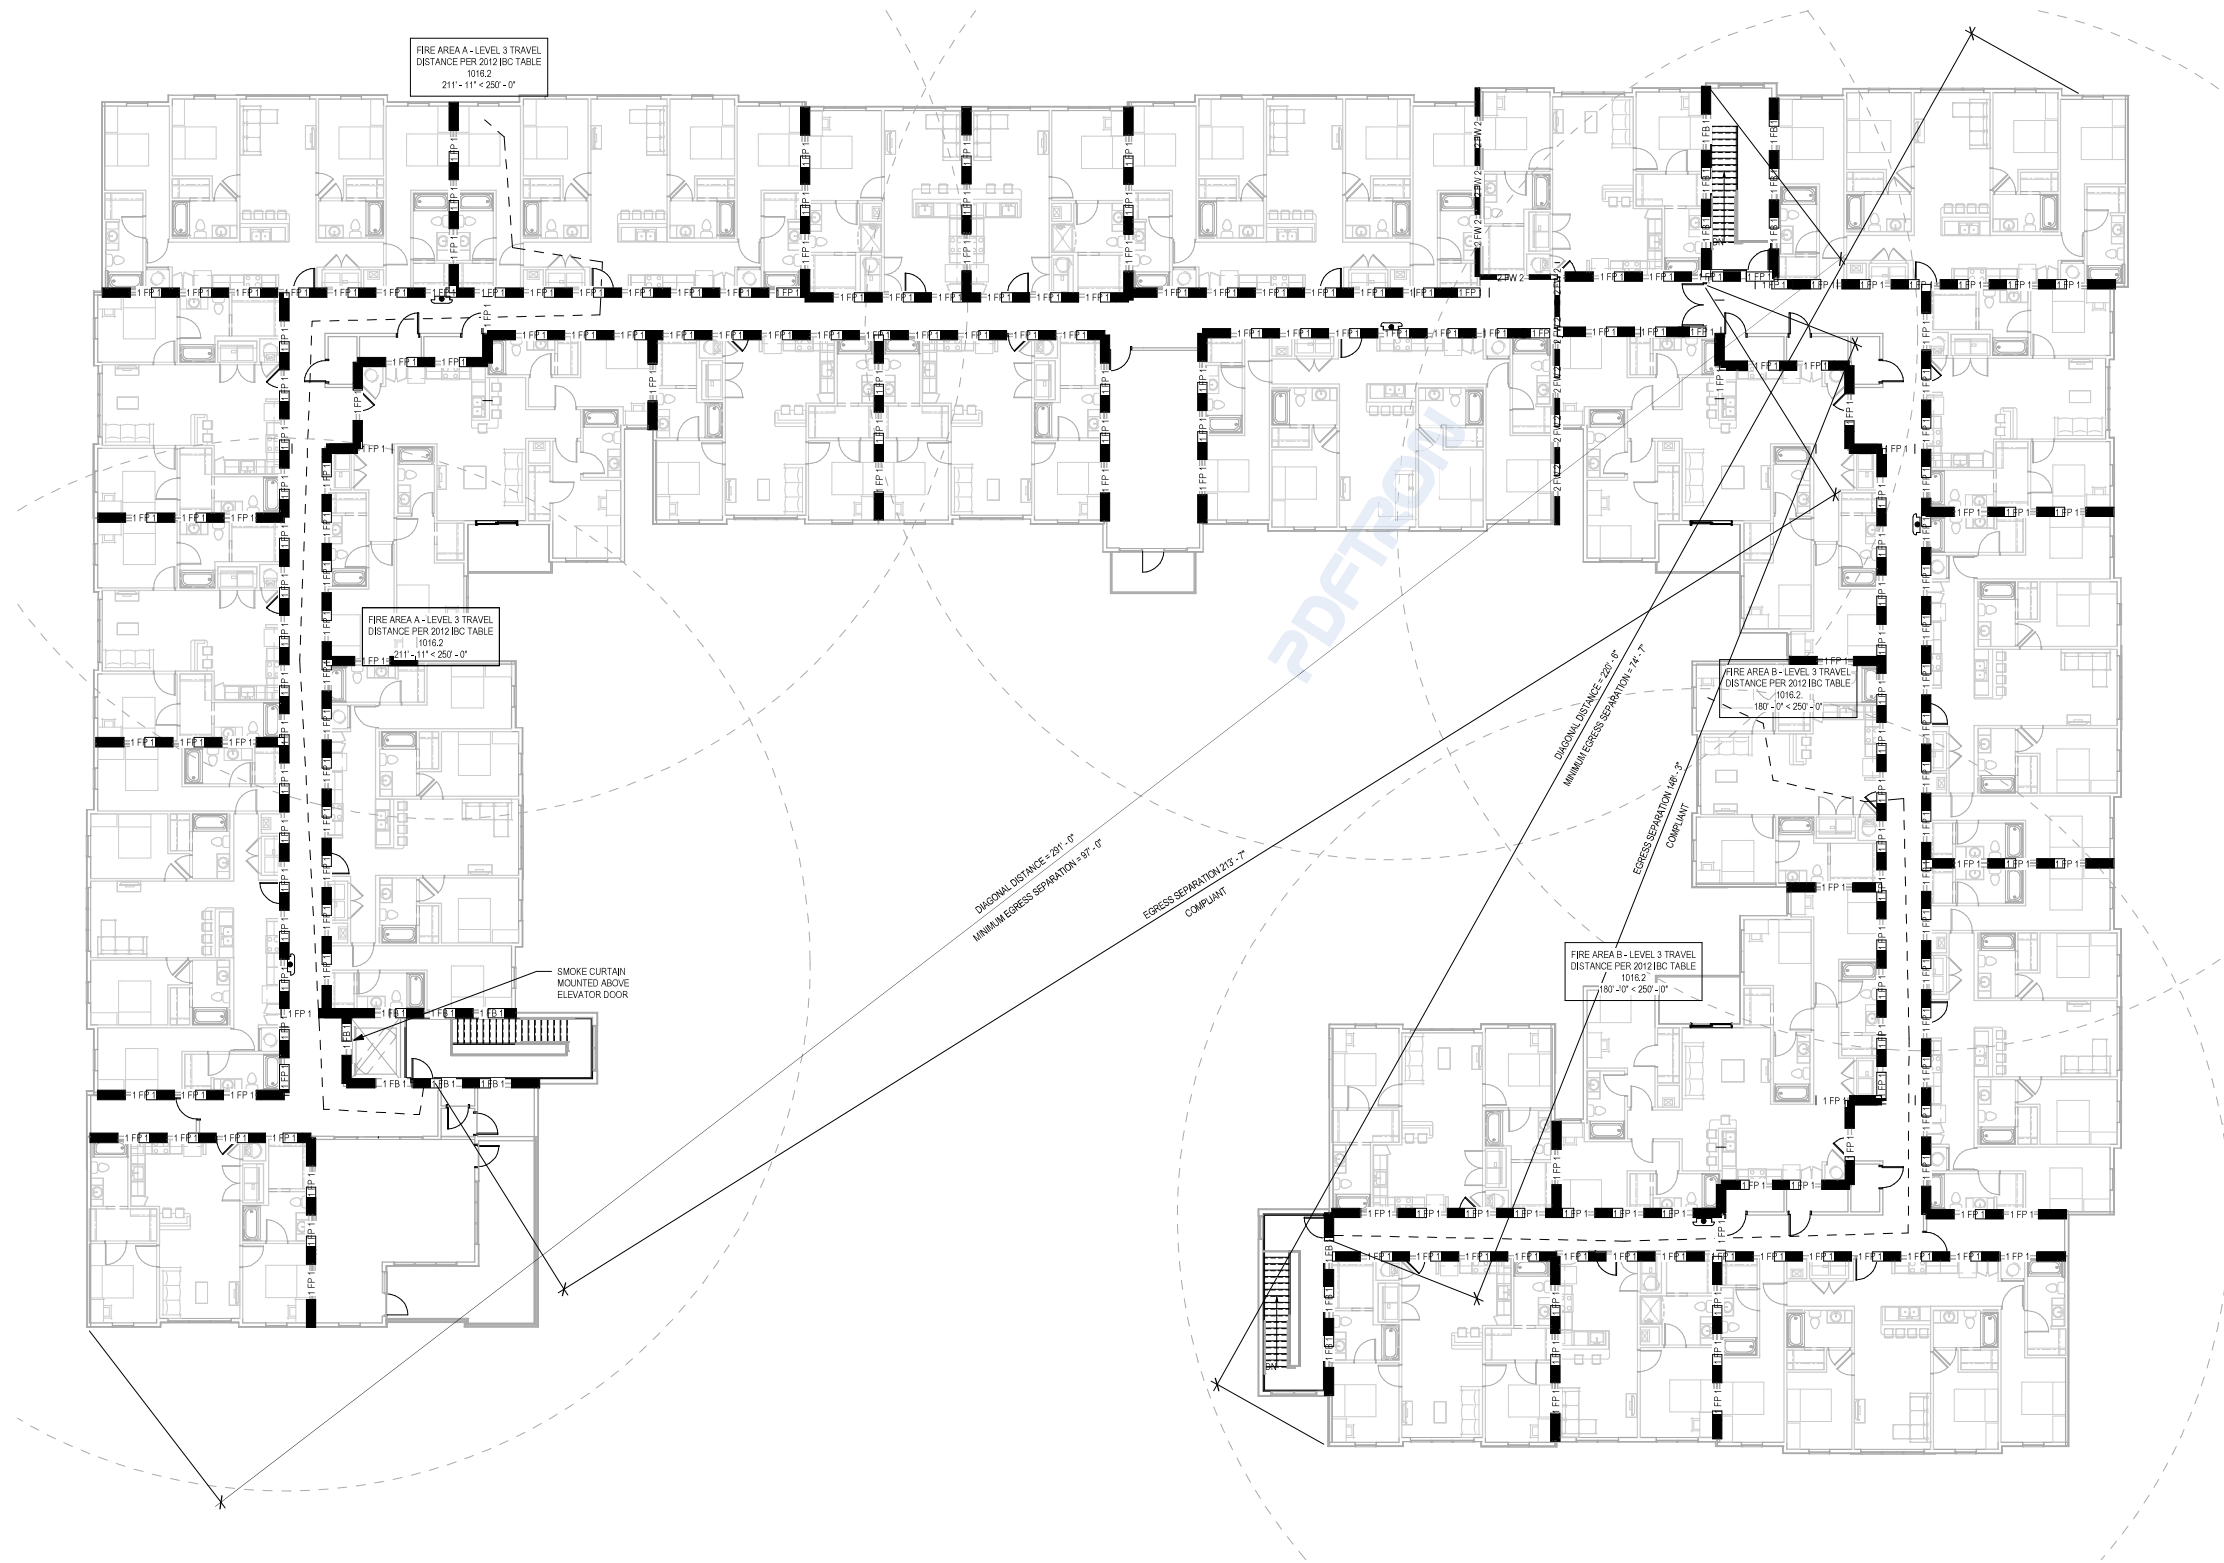 FIRE AREA A - LEVEL 3 TRAVEL
DISTANCE PER 2012 IBC TABLE
1016.2
211' - 11" < 250' - 0"
FIRE AREA A - LEVEL 3 TRAVEL
DISTANCE PER 2012 IBC TABLE
1016.2
211' - 11" < 250' - 0"
PDFTRON
DIAGONAL DISTANCE = 220' - 6"
MINIMUM EGRESS SEPARATION = 74' - 7"
FIRE AREA B - LEVEL 3 TRAVEL
DISTANCE PER 2012 IBC TABLE
1016.2
180' - 0" < 250' - 0"
EGRESS SEPARATION 146' - 3"
COMPLIANT
DIAGONAL DISTANCE = 291' - 0"
MINIMUM EGRESS SEPARATION = 97' - 0"
EGRESS SEPARATION 213' - 7"
COMPLIANT
FIRE AREA B - LEVEL 3 TRAVEL
DISTANCE PER 2012 IBC TABLE
1016.2
180' - 0" < 250' - 0"
SMOKE CURTAIN
MOUNTED ABOVE
ELEVATOR DOOR
1 FP 1
1 FB 1
2 FW 2
DN
DN